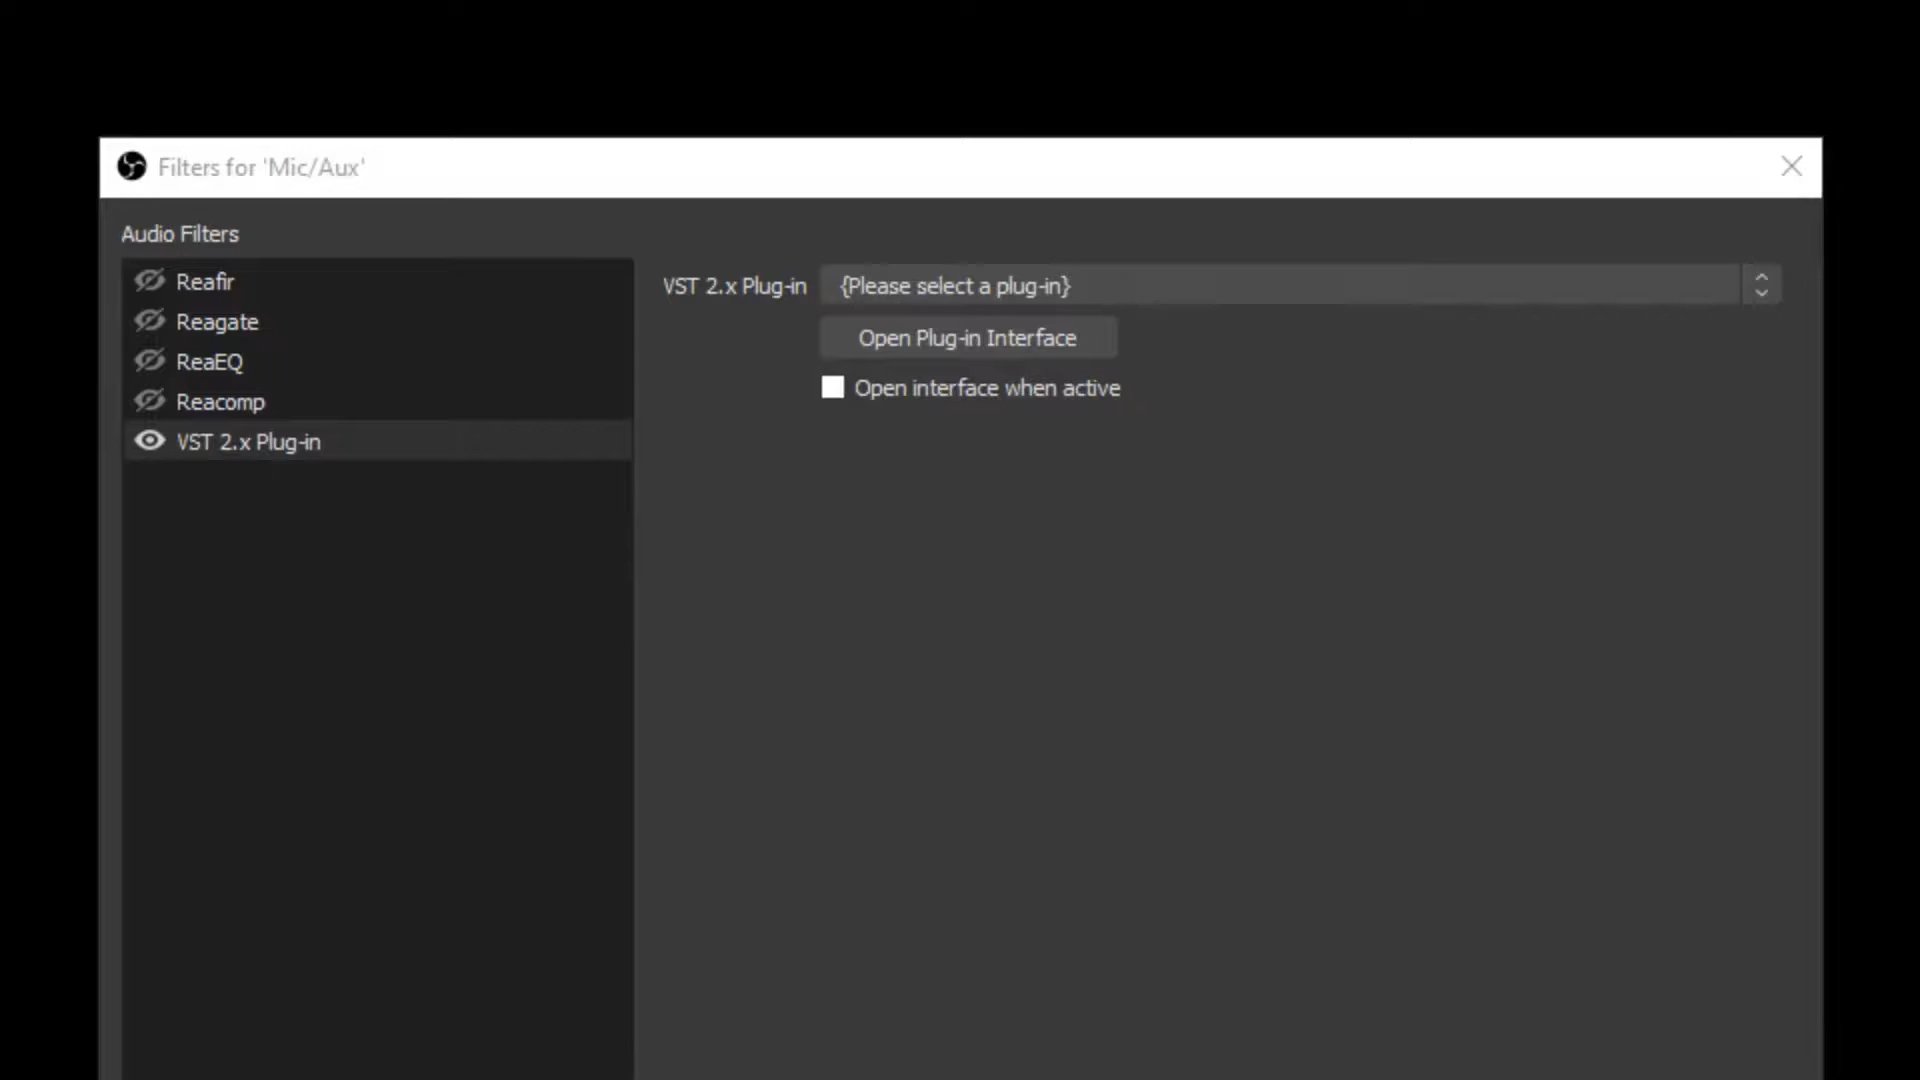 Filters for 'Mic/Aux'
Audio Filters
Reafir
Reagate
ReaEQ
Reacomp
VST 2.x Plug-in
VST 2.x Plug-in {Please select a plug-in}
Open Plug-in Interface
Open interface when active